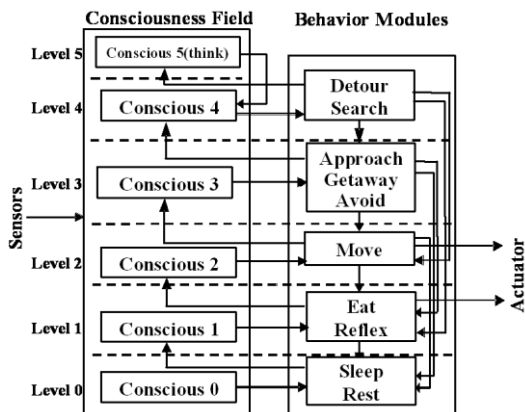 Consciousness Field
Behavior Modules
Level 5
Conscious 5(think)
Level 4
Conscious 4
Detour
Search
Level 3
Conscious 3
Approach
Getaway
Avoid
Sensors
Level 2
Conscious 2
Move
Actuator
Level 1
Conscious 1
Eat
Reflex
Level 0
Conscious 0
Sleep
Rest